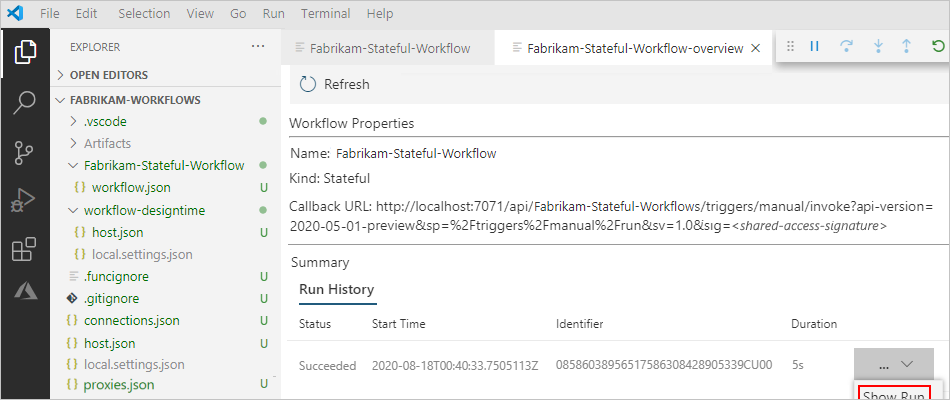 File Edit Selection View Go Run Terminal Help
EXPLORER ...
OPEN EDITORS
FABRIKAM-WORKFLOWS
.vscode
Artifacts
Fabrikam-Stateful-Workflow
{} workflow.json U
workflow-designtime
{} host.json U
{} local.settings.json
.funcignore U
.gitignore U
{} connections.json U
{} host.json U
{} local.settings.json
{} proxies.json U
Fabrikam-Stateful-Workflow
Fabrikam-Stateful-Workflow-overview
Refresh
Workflow Properties
Name: Fabrikam-Stateful-Workflow
Kind: Stateful
Callback URL: http://localhost:7071/api/Fabrikam-Stateful-Workflows/triggers/manual/invoke?api-version=
2020-05-01-preview&sp=%2Ftriggers%2Fmanual%2Frun&sv=1.0&sig=<shared-access-signature>
Summary
Run History
Status Start Time Identifier Duration
Succeeded 2020-08-18T00:40:33.7505113Z 08586038956517586308428905339CU00 5s ...
Show Run